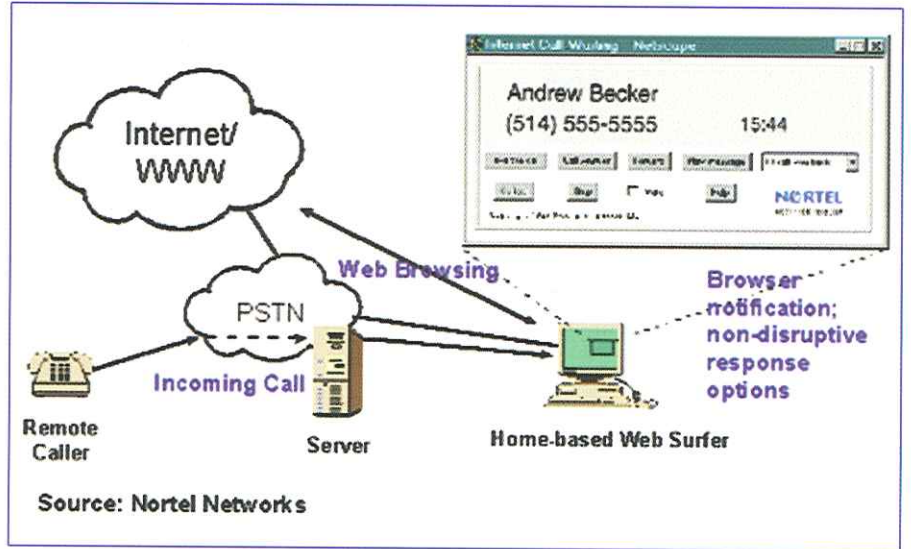 Internet Call Waiting Netscape
Andrew Becker
(514) 555-5555 15:44
Help
NORTEL
Internet/
WWW
Web Browsing
PSTN
Incoming Call
Browser
notification;
non-disruptive
response
options
Remote
Caller
Server
Home-based Web Surfer
Source: Nortel Networks